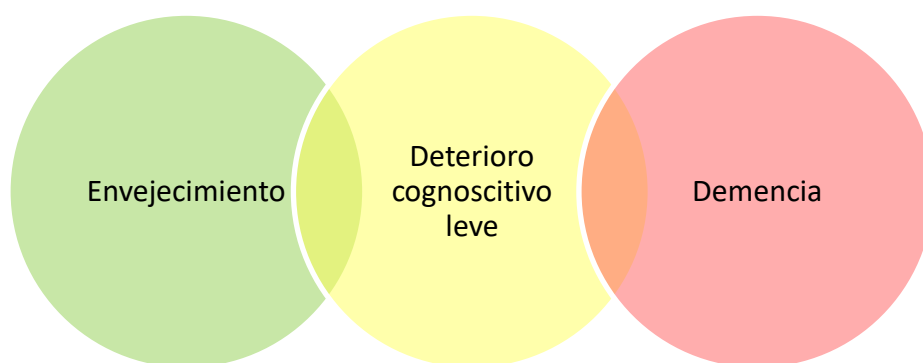 Envejecimiento
Deterioro
cognoscitivo
leve
Demencia